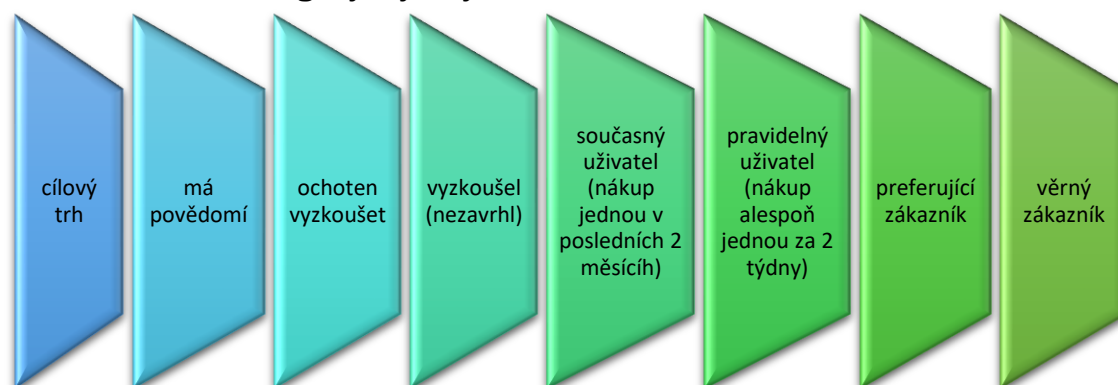 cílový
trh
má
povědomí
ochoten
vyzkoušet
vyzkoušel
(nezavrhl)
současný
uživatel
(nákup
jednou v
posledních 2
měsícíh)
pravidelný
uživatel
(nákup
alespoň
jednou za 2
týdny)
preferující
zákazník
věrný
zákazník